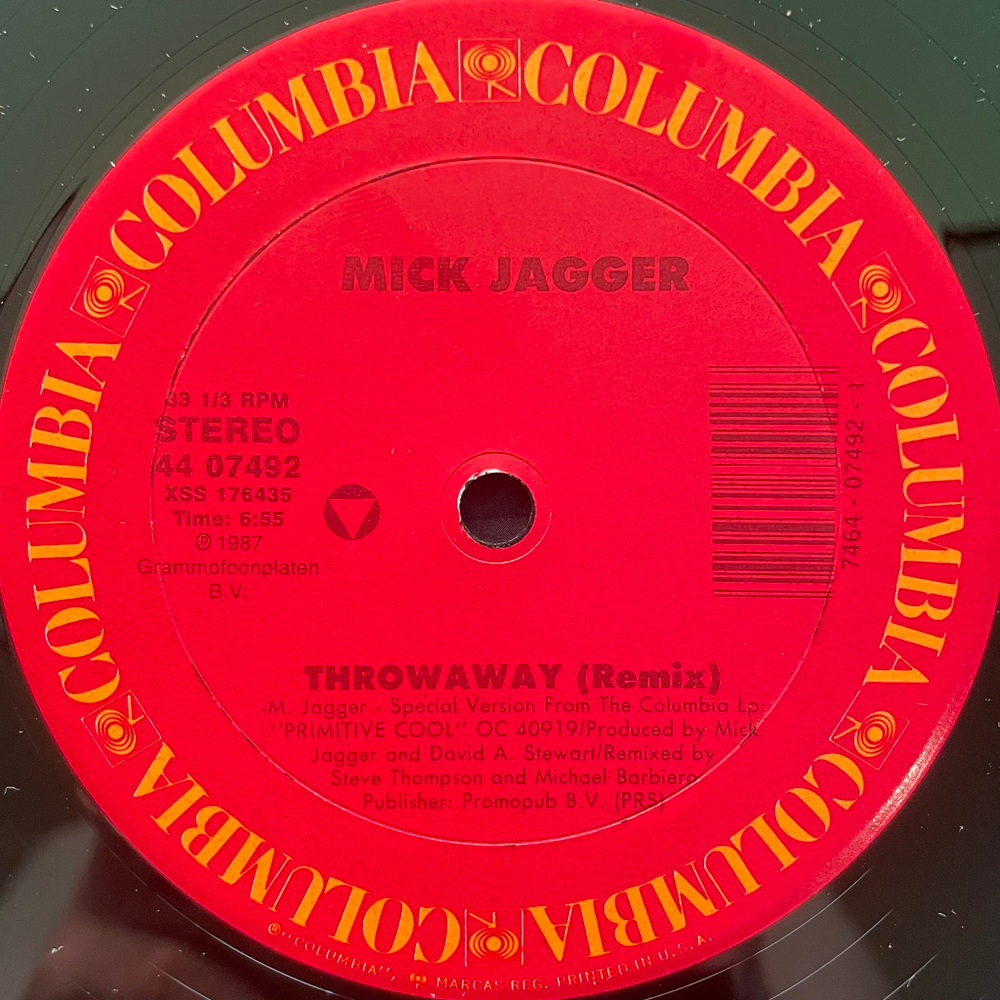 COLUMBIA COLUMBIA COLUMBIA COLUMBIA COLUMBIA COLUMBIA COLUMBIA COLUMBIA
MICK JAGGER
33 1/3 RPM
STEREO
44 07492
XSS 176435
Time: 6:55
℗ 1987
Grammofoonplaten
B.V.
7464 - 07492 - 1
THROWAWAY (Remix)
-M. Jagger - Special Version From The Columbia Lp:
"PRIMITIVE COOL" OC 40919/Produced by Mick
Jagger and David A. Stewart/Remixed by
Steve Thompson and Michael Barbiero
Publisher: Promopub B.V. (PRS)
® "COLUMBIA", MARCAS REG. PRINTED IN U.S.A.